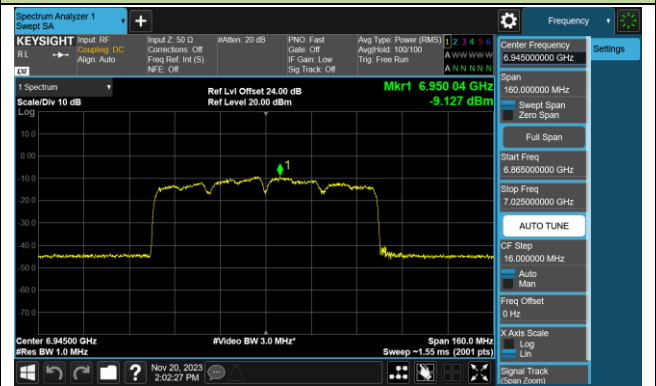 Spectrum Analyzer 1
Swept SA
+
Frequency
KEYSIGHT
RL
LXI
Input: RF
Coupling: DC
Align: Auto
Input Z: 50 Ω
Corrections: Off
Freq Ref: Int (S)
NFE: Off
#Atten: 20 dB
PNO: Fast
Gate: Off
IF Gain: Low
Sig Track: Off
Avg Type: Power (RMS)
Avg|Hold: 100/100
Trig: Free Run
1 2 3 4 5 6
A W W W W W
A N N N N N
1 Spectrum
Scale/Div 10 dB
Log
Ref Lvl Offset 24.00 dB
Ref Level 20.00 dBm
Mkr1 6.950 04 GHz
-9.127 dBm
10.0
0.00
-10.0
-20.0
-30.0
-40.0
-50.0
-60.0
-70.0
1
Center 6.94500 GHz
#Res BW 1.0 MHz
#Video BW 3.0 MHz*
Span 160.0 MHz
Sweep ~1.55 ms (2001 pts)
Nov 20, 2023
2:02:27 PM
?
Center Frequency
6.945000000 GHz
Span
160.000000 MHz
Swept Span
Zero Span
Full Span
Start Freq
6.865000000 GHz
Stop Freq
7.025000000 GHz
AUTO TUNE
CF Step
16.000000 MHz
Auto
Man
Freq Offset
0 Hz
X Axis Scale
Log
Lin
Signal Track
(Span Zoom)
Settings